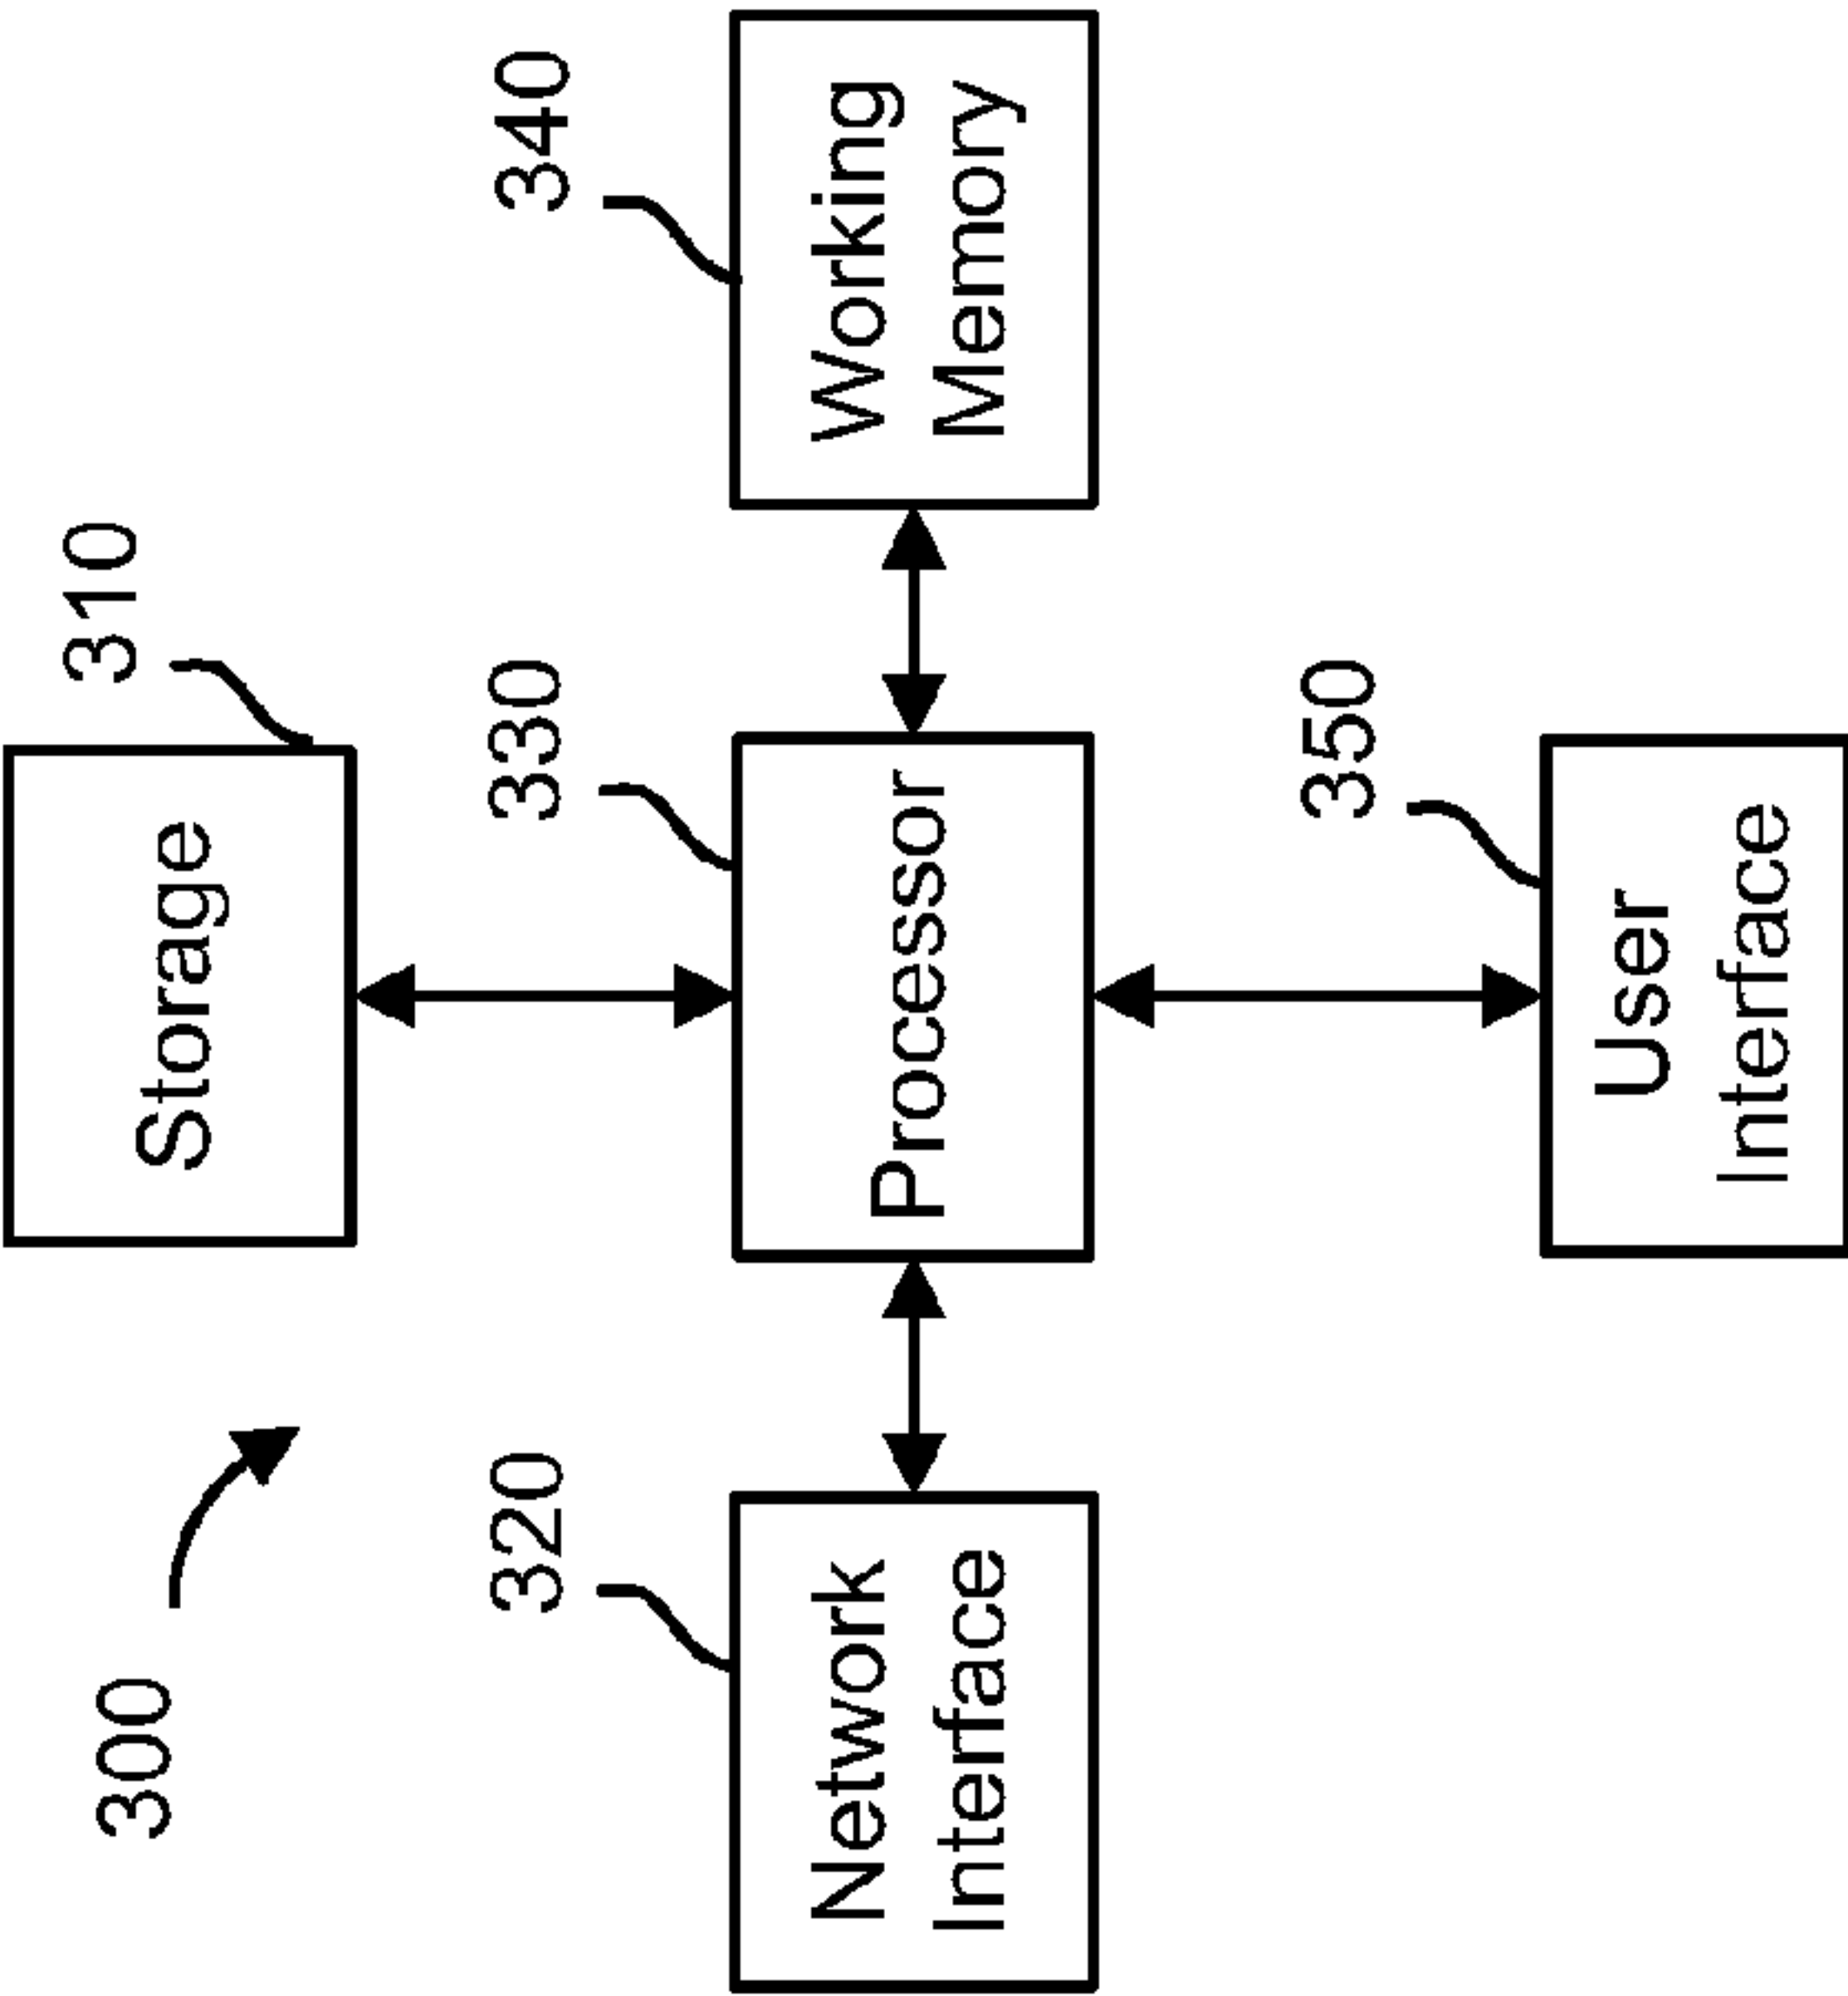 300
310
Storage
320
330
340
Network
Interface
Processor
Working
Memory
350
User
Interface